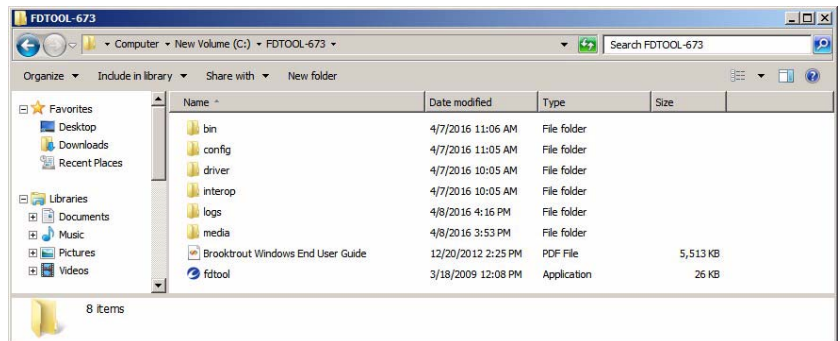 FDTOOL-673
Computer New Volume (C:) FDTOOL-673
Search FDTOOL-673
Organize Include in library Share with New folder
Favorites
Desktop
Downloads
Recent Places
Libraries
Documents
Music
Pictures
Videos
Name Date modified Type Size
bin 4/7/2016 11:06 AM File folder
config 4/7/2016 11:05 AM File folder
driver 4/7/2016 10:05 AM File folder
interop 4/7/2016 10:05 AM File folder
logs 4/8/2016 4:16 PM File folder
media 4/8/2016 3:53 PM File folder
Brooktrout Windows End User Guide 12/20/2012 2:25 PM PDF File 5,513 KB
fdtool 3/18/2009 12:08 PM Application 26 KB
8 items